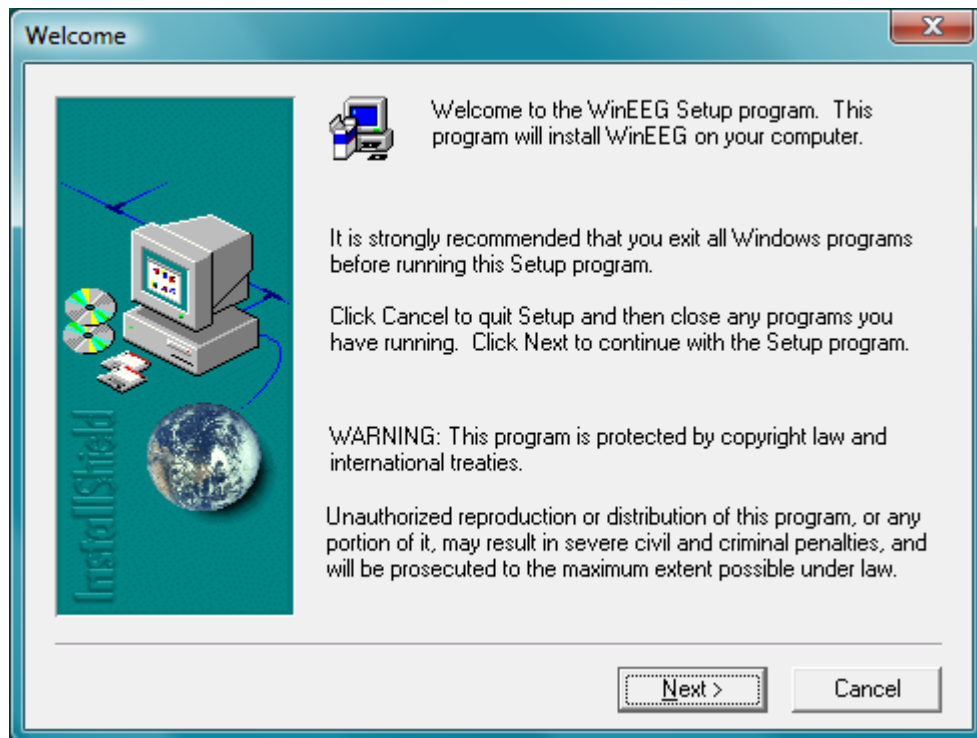 Welcome
Welcome to the WinEEG Setup program. This
program will install WinEEG on your computer.
It is strongly recommended that you exit all Windows programs
before running this Setup program.
Click Cancel to quit Setup and then close any programs you
have running. Click Next to continue with the Setup program.
InstallShield
WARNING: This program is protected by copyright law and
international treaties.
Unauthorized reproduction or distribution of this program, or any
portion of it, may result in severe civil and criminal penalties, and
will be prosecuted to the maximum extent possible under law.
Next >
Cancel